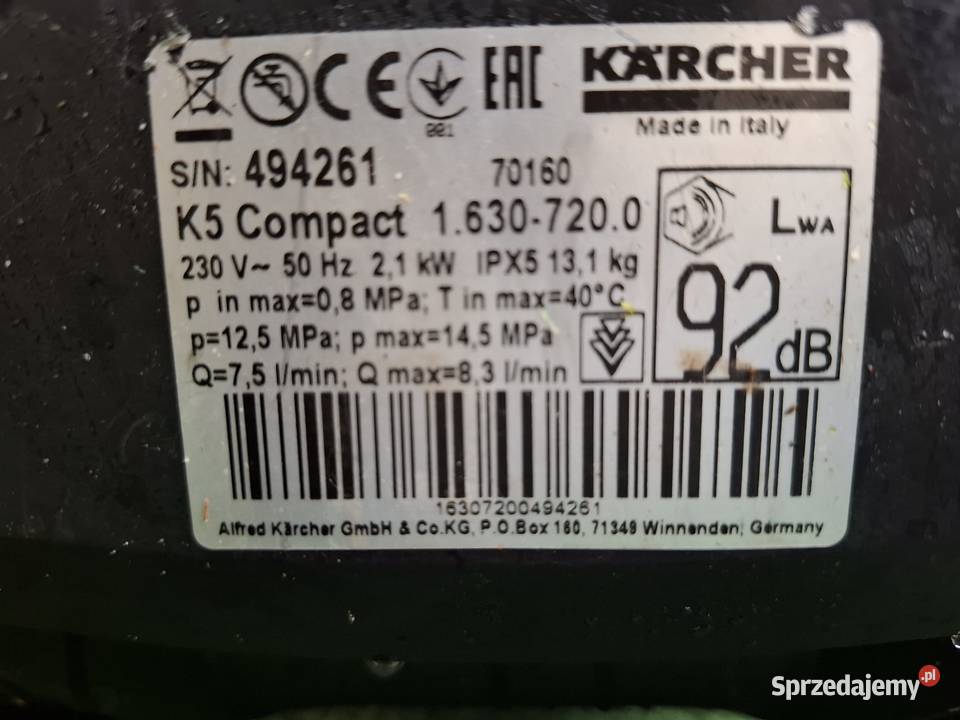 CE
001
EAC
KÄRCHER
Made in Italy
S/N: 494261 70160
K5 Compact 1.630-720.0
230 V~ 50 Hz 2,1 kW IPX5 13,1 kg
p in max=0,8 MPa; T in max=40°C
p=12,5 MPa; p max=14,5 MPa
Q=7,5 l/min; Q max=8,3 l/min
LWA
92 dB
16307200494261
Alfred Kärcher GmbH & Co.KG, P.O.Box 160, 71349 Winnenden, Germany
Sprzedajemy.pl